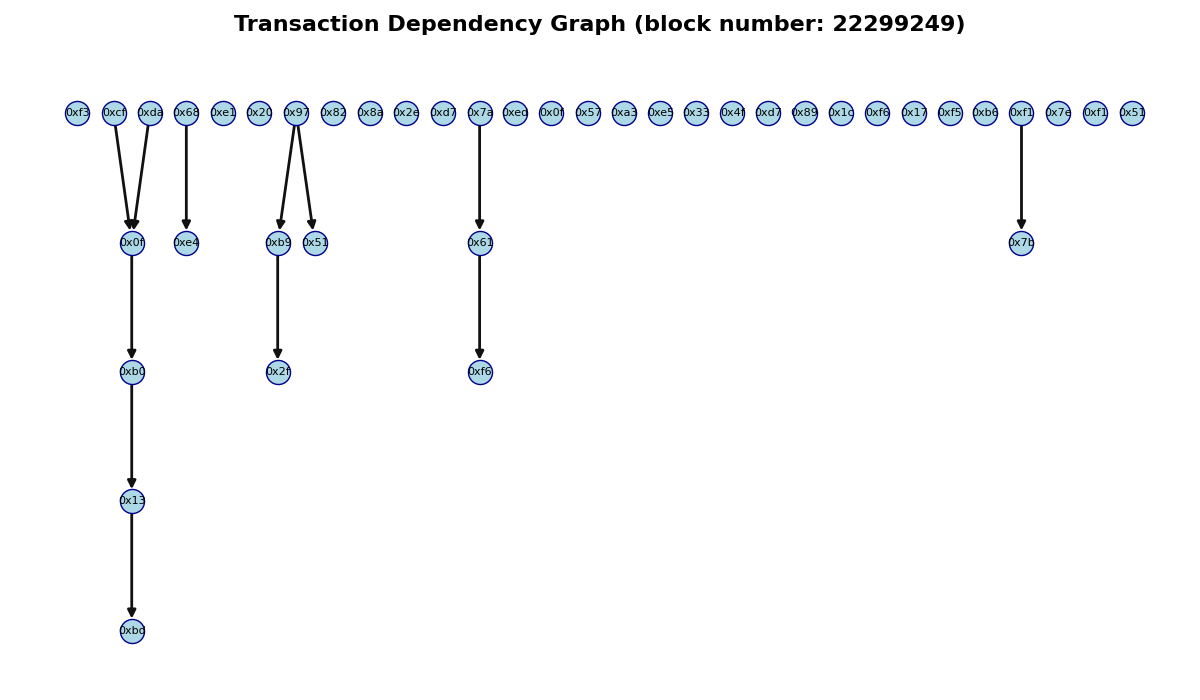 Transaction Dependency Graph (block number: 22299249)
0xf3 0xcf 0xda 0x68 0xe1 0x20 0x97 0x82 0x8a 0x2e 0xd7 0x7a 0xed 0x0f 0x57 0xa3 0xe5 0x33 0x4f 0xd7 0x89 0x1c 0xf6 0x17 0xf5 0xb6 0xf1 0x7e 0xf1 0x51
0x0f 0xe4 0xb9 0x51 0x61 0x7b
0xb0 0x2f 0xf6
0x13
0xbd